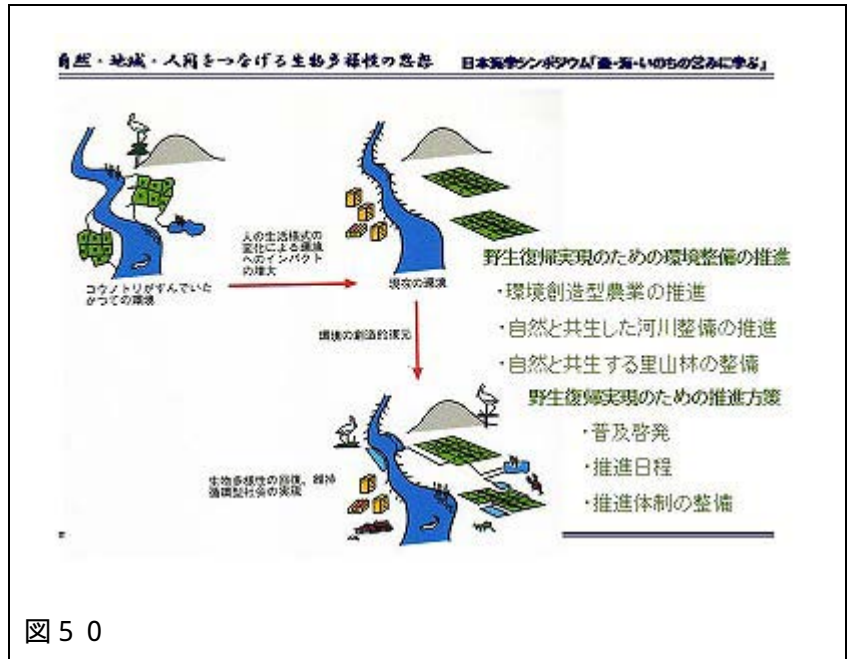 自然・地域・人間をつなげる生物多様性の
日本海学シンポジウム「森・海・いのちの営みに学ぶ」
コウノトリがすんでいた
かつての環境
人の生活様式の
変化による環境
へのインパクト
の増大
現在の環境
環境の創造的復元
生物多様性の回復、維持
循環型社会の実現
野生復帰実現のための環境整備の推進
・環境創造型農業の推進
・自然と共生した河川整備の推進
・自然と共生する里山林の整備
野生復帰実現のための推進方策
・普及啓発
・推進日程
・推進体制の整備
図50